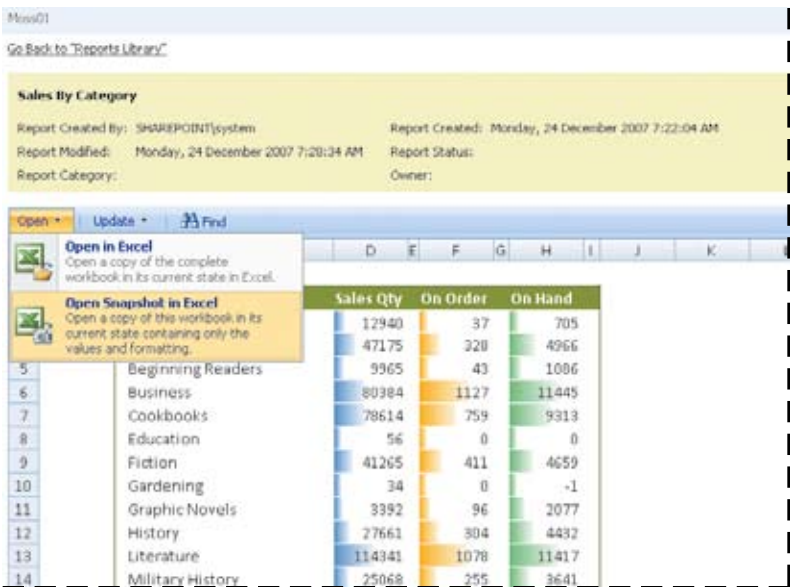 Moss01
Go Back to "Reports Library"
Sales By Category
Report Created By: SHAREPOINT\system Report Created: Monday, 24 December 2007 7:22:04 AM
Report Modified: Monday, 24 December 2007 7:28:34 AM Report Status:
Report Category: Owner:
Open Update Find
Open in Excel
Open a copy of the complete
workbook in its current state in Excel.
Open Snapshot in Excel
Open a copy of this workbook in its
current state containing only the
values and formatting.
D E F G H I J K
Sales Qty On Order On Hand
12940 37 705
47175 328 4966
5 Beginning Readers 9965 43 1086
6 Business 80384 1127 11445
7 Cookbooks 78614 759 9313
8 Education 56 0 0
9 Fiction 41265 411 4659
10 Gardening 34 0 -1
11 Graphic Novels 3392 96 2077
12 History 27661 304 4432
13 Literature 114341 1078 11417
14 Military History 25068 255 3641